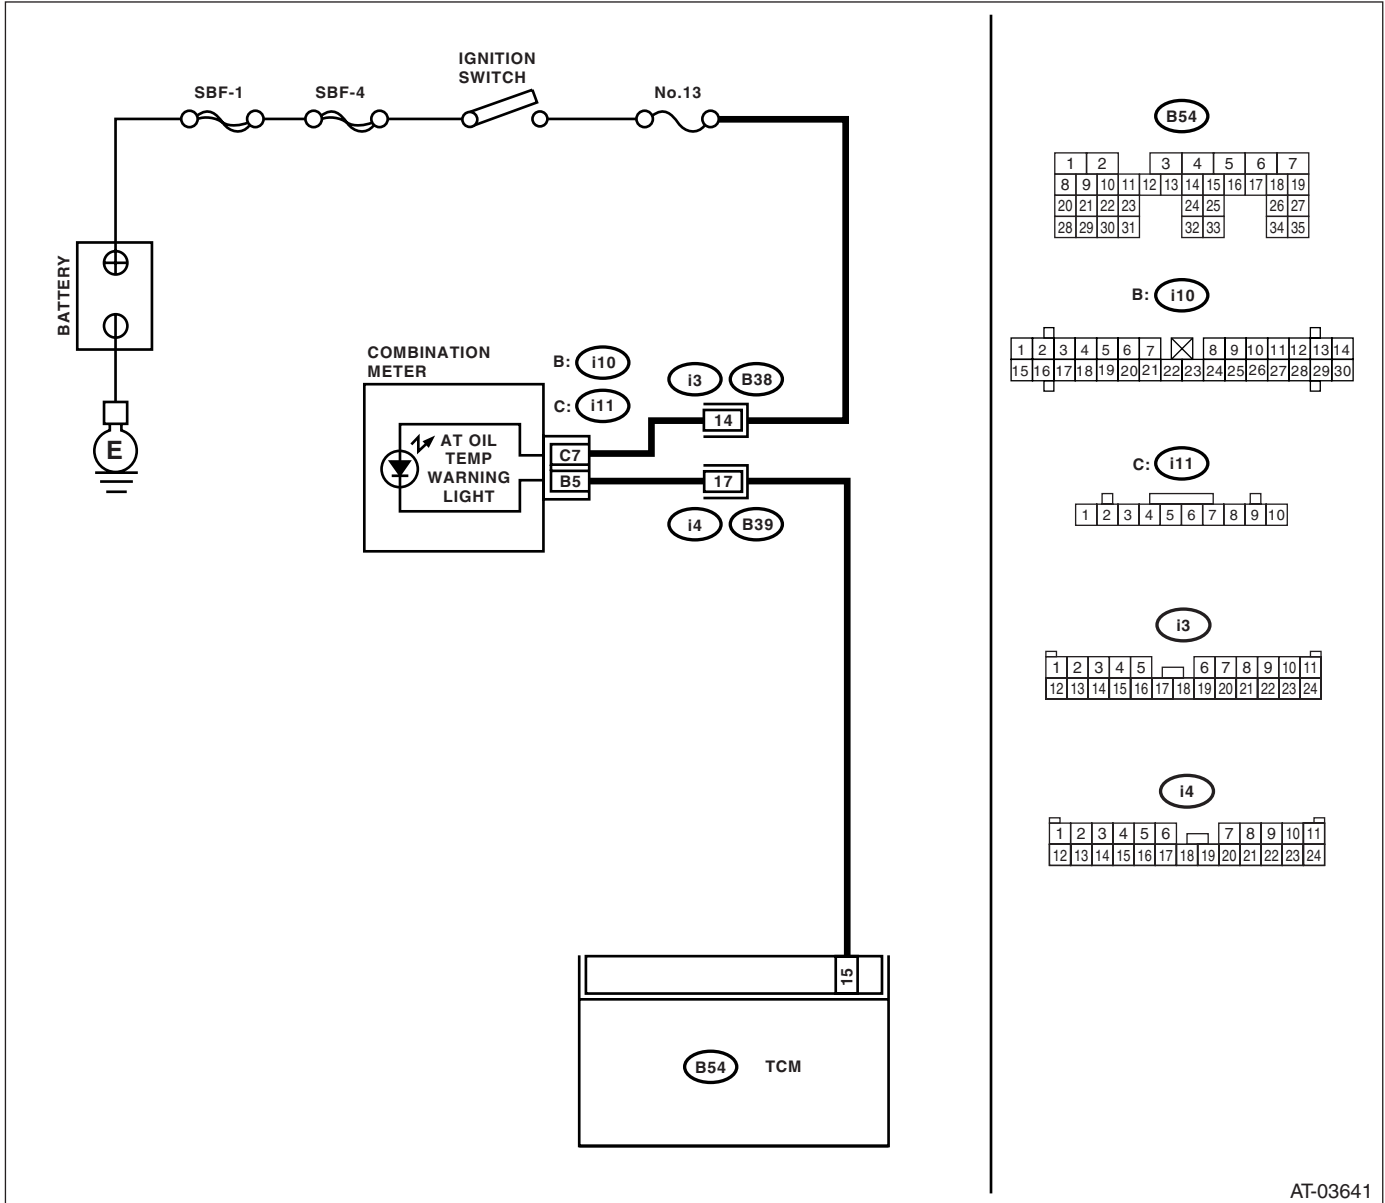 IGNITION
SWITCH
SBF-1
SBF-4
No.13
BATTERY
E
COMBINATION
METER
B: i10
C: i11
i3
B38
14
AT OIL
TEMP
WARNING
LIGHT
C7
B5
17
i4
B39
15
B54
TCM
B54
1 2 3 4 5 6 7
8 9 10 11 12 13 14 15 16 17 18 19
20 21 22 23 24 25 26 27
28 29 30 31 32 33 34 35
B: i10
1 2 3 4 5 6 7 8 9 10 11 12 13 14
15 16 17 18 19 20 21 22 23 24 25 26 27 28 29 30
C: i11
1 2 3 4 5 6 7 8 9 10
i3
1 2 3 4 5 6 7 8 9 10 11
12 13 14 15 16 17 18 19 20 21 22 23 24
i4
1 2 3 4 5 6 7 8 9 10 11
12 13 14 15 16 17 18 19 20 21 22 23 24
AT-03641